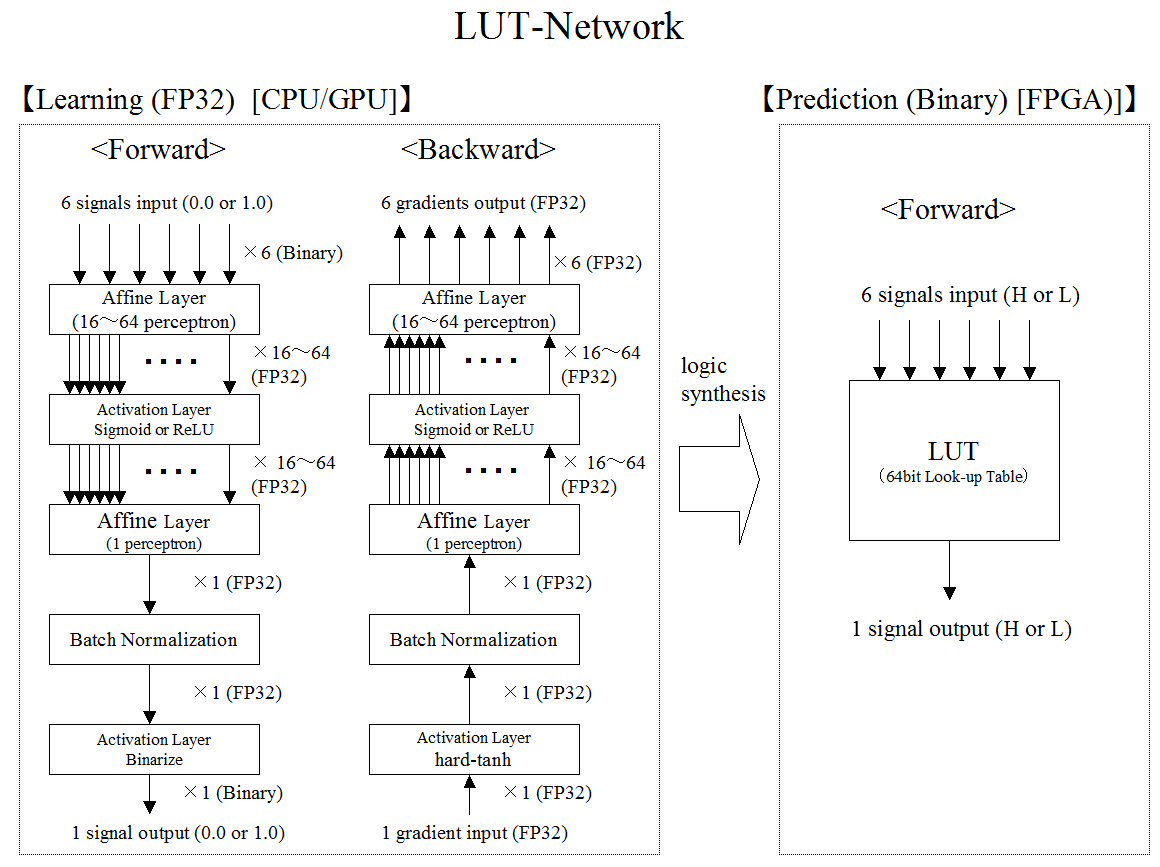 LUT-Network
【Learning (FP32)  [CPU/GPU]】
<Forward>
6 signals input (0.0 or 1.0)
×6 (Binary)
Affine Layer
(16～64 perceptron)
×16～64
(FP32)
Activation Layer
Sigmoid or ReLU
× 16～64
(FP32)
Affine Layer
(1 perceptron)
×1 (FP32)
Batch Normalization
×1 (FP32)
Activation Layer
Binarize
×1 (Binary)
1 signal output (0.0 or 1.0)
<Backward>
6 gradients output (FP32)
×6 (FP32)
Affine Layer
(16～64 perceptron)
×16～64
(FP32)
Activation Layer
Sigmoid or ReLU
× 16～64
(FP32)
Affine Layer
(1 perceptron)
×1 (FP32)
Batch Normalization
×1 (FP32)
Activation Layer
hard-tanh
×1 (FP32)
1 gradient input (FP32)
logic
synthesis
【Prediction (Binary) [FPGA)]】
<Forward>
6 signals input (H or L)
LUT
(64bit Look-up Table)
1 signal output (H or L)